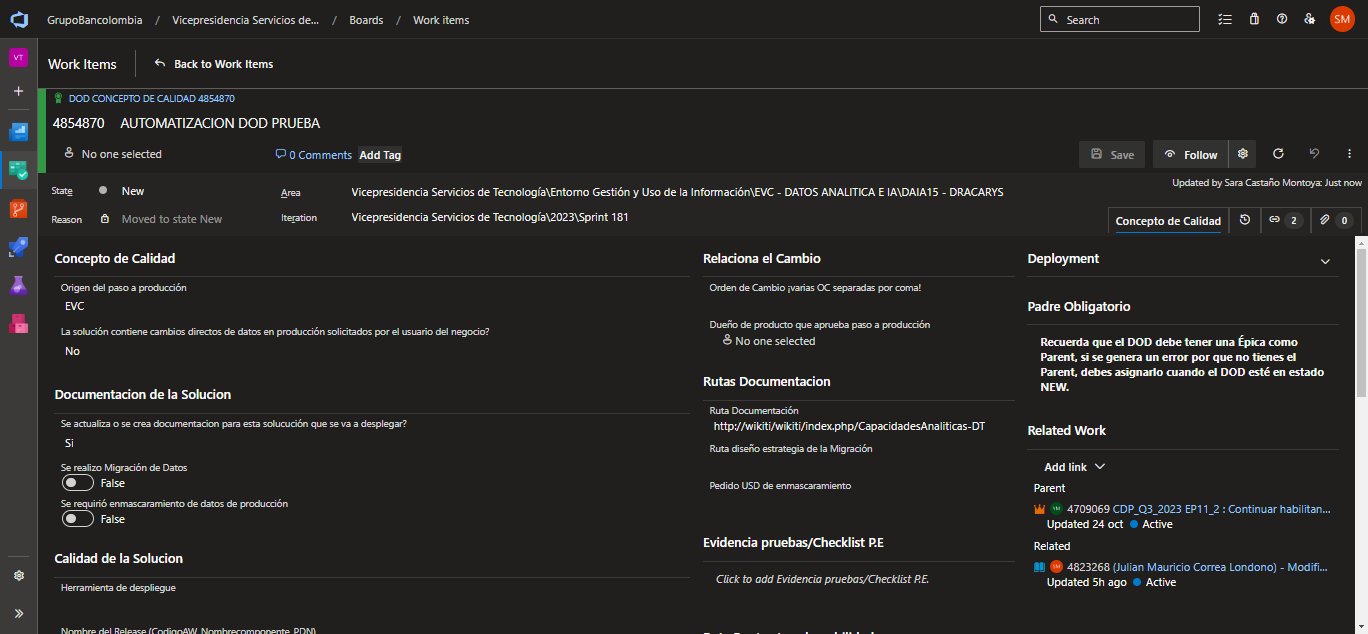 GrupoBancolombia / Vicepresidencia Servicios de... / Boards / Work items
Search
SM
VT
Work Items
Back to Work Items
DOD CONCEPTO DE CALIDAD 4854870
4854870 AUTOMATIZACION DOD PRUEBA
No one selected
0 Comments
Add Tag
Save
Follow
State
New
Area
Vicepresidencia Servicios de Tecnología\Entorno Gestión y Uso de la Información\EVC - DATOS ANALITICA E IA\DAIA15 - DRACARYS
Updated by Sara Castaño Montoya: Just now
Reason
Moved to state New
Iteration
Vicepresidencia Servicios de Tecnología\2023\Sprint 181
Concepto de Calidad
2
0
Concepto de Calidad
Origen del paso a producción
EVC
La solución contiene cambios directos de datos en producción solicitados por el usuario del negocio?
No
Documentacion de la Solucion
Se actualiza o se crea documentacion para esta solucución que se va a desplegar?
Si
Se realizo Migración de Datos
False
Se requirió enmascaramiento de datos de producción
False
Calidad de la Solucion
Herramienta de despliegue
Nombre del Release (CodigoAW_Nombrecomponente_PDN)
Relaciona el Cambio
Orden de Cambio ¡varias OC separadas por coma!
Dueño de producto que aprueba paso a producción
No one selected
Rutas Documentacion
Ruta Documentación
http://wikiti/wikiti/index.php/CapacidadesAnaliticas-DT
Ruta diseño estrategia de la Migración
Pedido USD de enmascaramiento
Evidencia pruebas/Checklist P.E
Click to add Evidencia pruebas/Checklist P.E.
Deployment
Padre Obligatorio
Recuerda que el DOD debe tener una Épica como
Parent, si se genera un error por que no tienes el
Parent, debes asignarlo cuando el DOD esté en estado
NEW.
Related Work
Add link
Parent
YM 4709069 CDP_Q3_2023 EP11_2 : Continuar habilitan...
Updated 24 oct Active
Related
SM 4823268 (Julian Mauricio Correa Londono) - Modifi...
Updated 5h ago Active